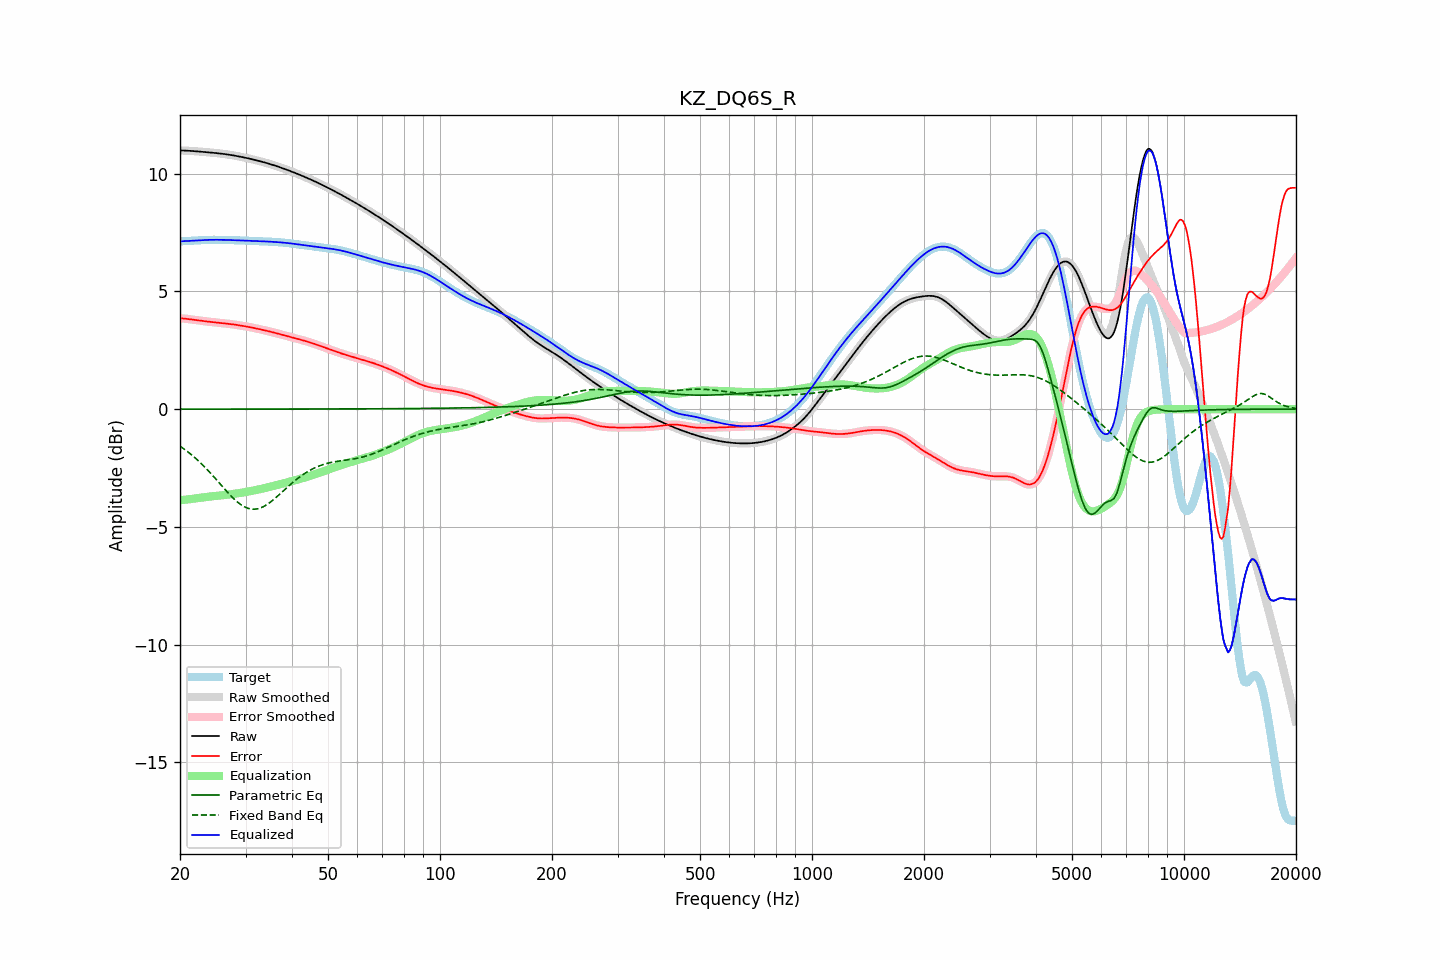 KZ_DQ6S_R
Amplitude (dBr)
10
5
0
−5
−10
−15
Target
Raw Smoothed
Error Smoothed
Raw
Error
Equalization
Parametric Eq
Fixed Band Eq
Equalized
20 50 100 200 500 1000 2000 5000 10000 20000
Frequency (Hz)